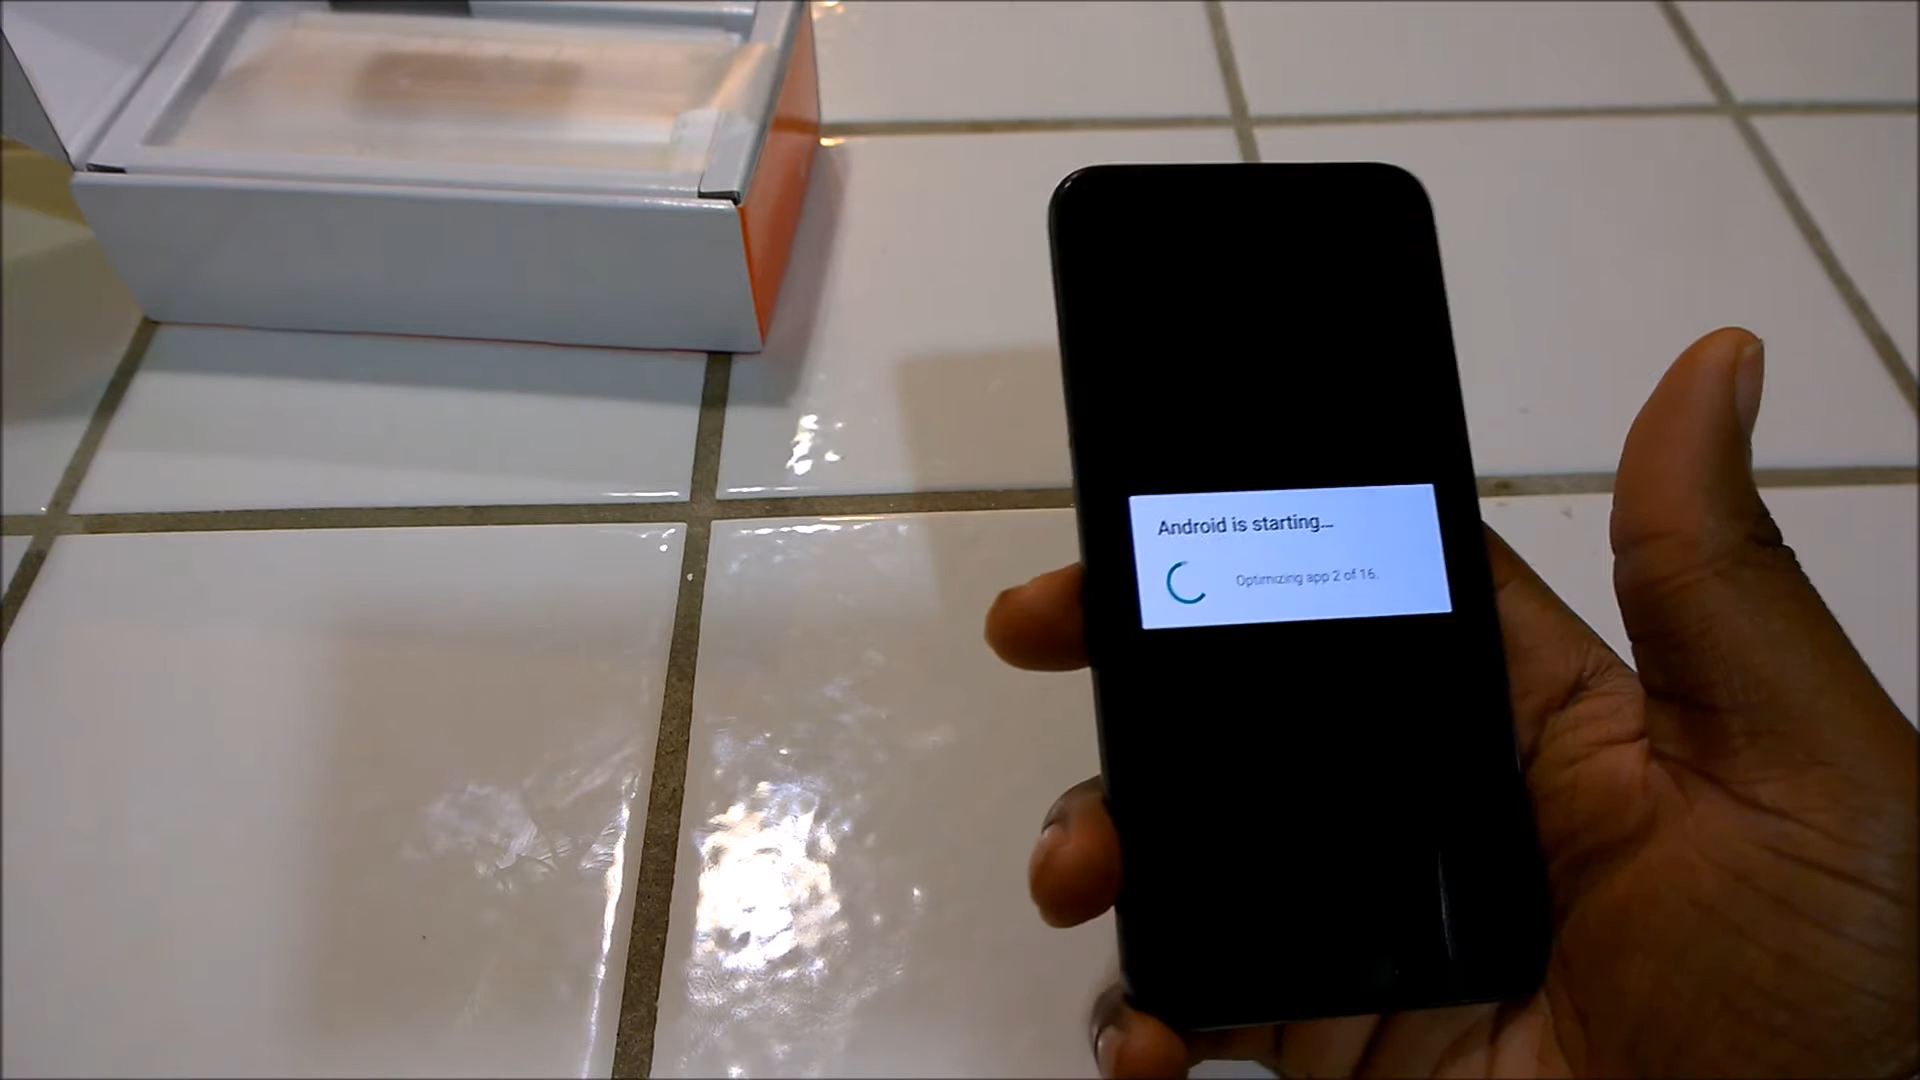 Android is starting...
Optimizing app 2 of 16.